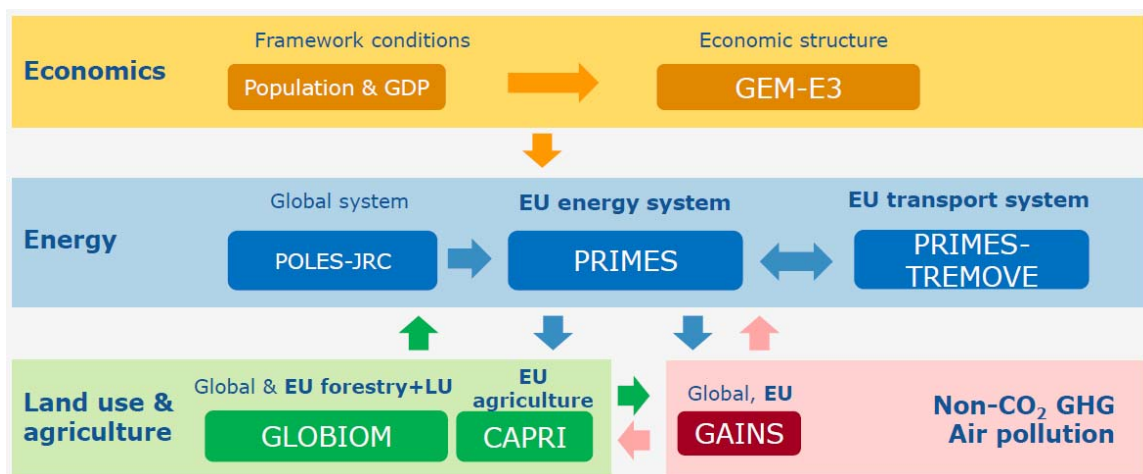 Framework conditions
Economic structure
Economics
Population & GDP
GEM-E3
Global system
EU energy system
EU transport system
Energy
POLES-JRC
PRIMES
PRIMES-
TREMOVE
Land use &
agriculture
Global & EU forestry+LU
EU
agriculture
GLOBIOM
CAPRI
Global, EU
GAINS
Non-CO₂ GHG
Air pollution